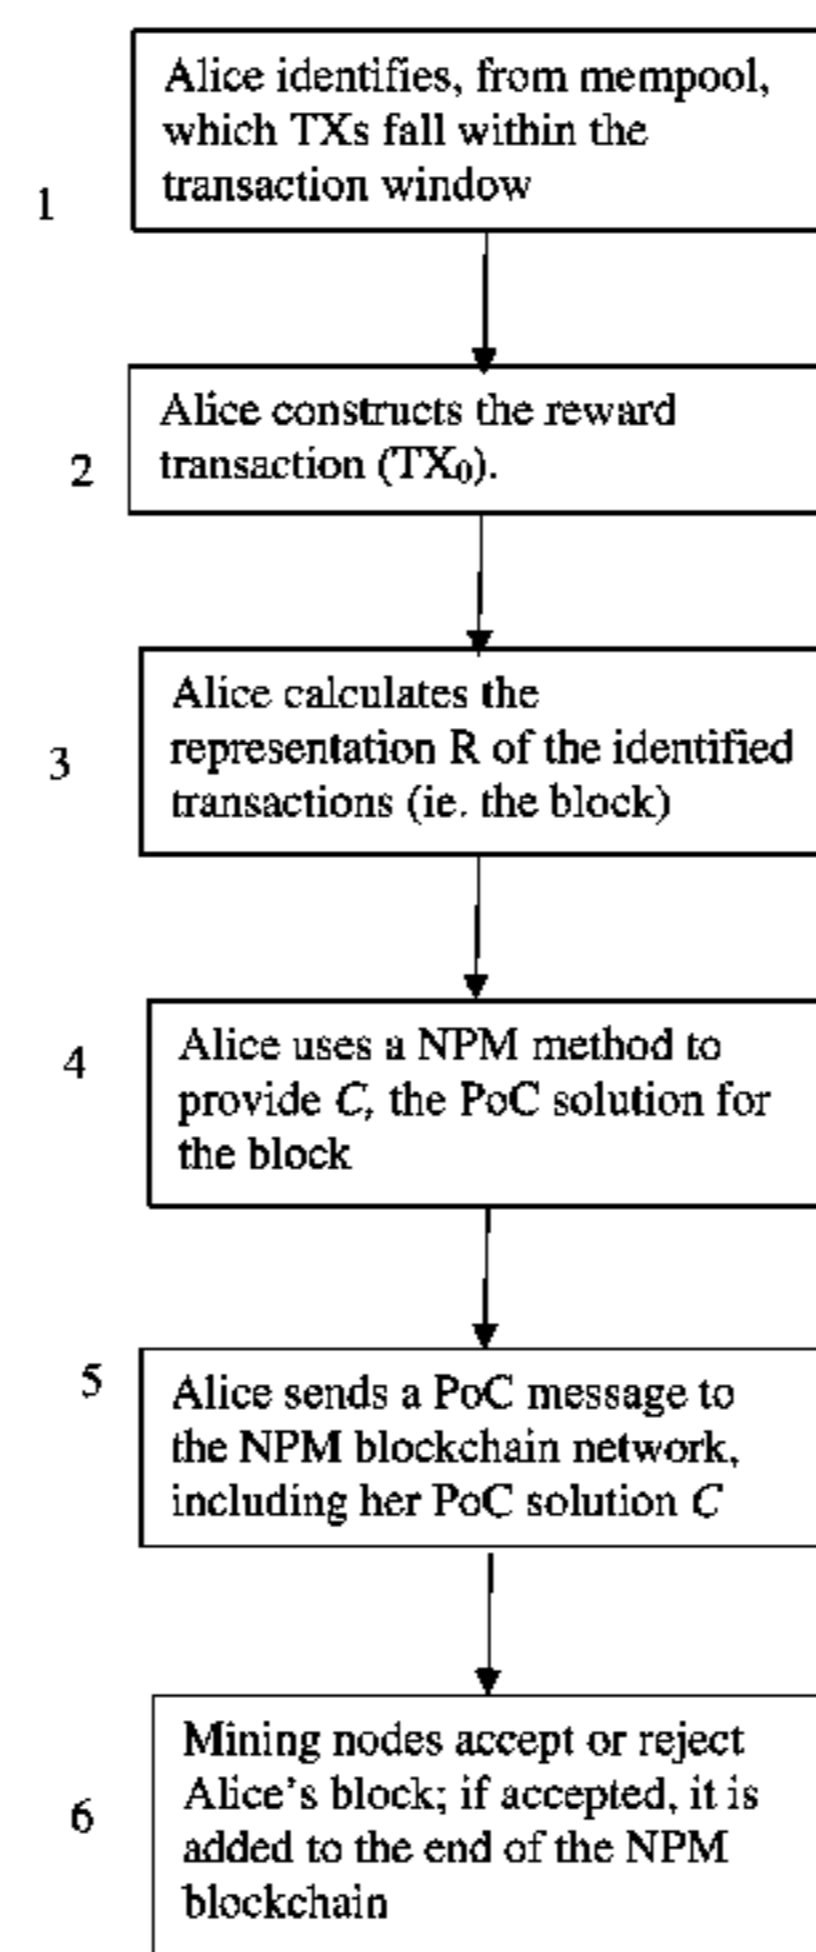 Alice identifies, from mempool,
which TXs fall within the
transaction window
1
Alice constructs the reward
transaction (TX₀).
2
Alice calculates the
representation R of the identified
transactions (ie. the block)
3
Alice uses a NPM method to
provide C, the PoC solution for
the block
4
Alice sends a PoC message to
the NPM blockchain network,
including her PoC solution C
5
Mining nodes accept or reject
Alice's block; if accepted, it is
added to the end of the NPM
blockchain
6